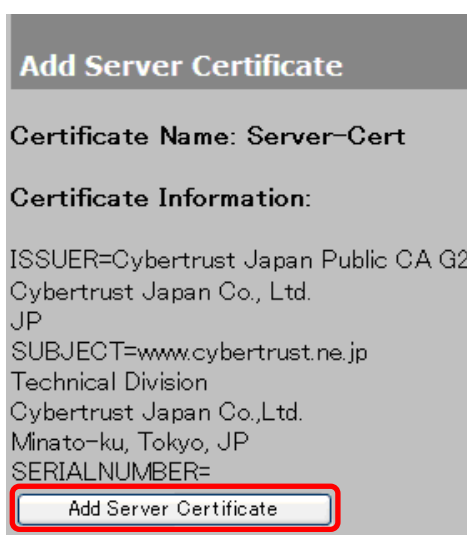 Add Server Certificate
Certificate Name: Server-Cert
Certificate Information:
ISSUER=Cybertrust Japan Public CA G2
Cybertrust Japan Co., Ltd.
JP
SUBJECT=www.cybertrust.ne.jp
Technical Division
Cybertrust Japan Co.,Ltd.
Minato-ku, Tokyo, JP
SERIALNUMBER=
Add Server Certificate